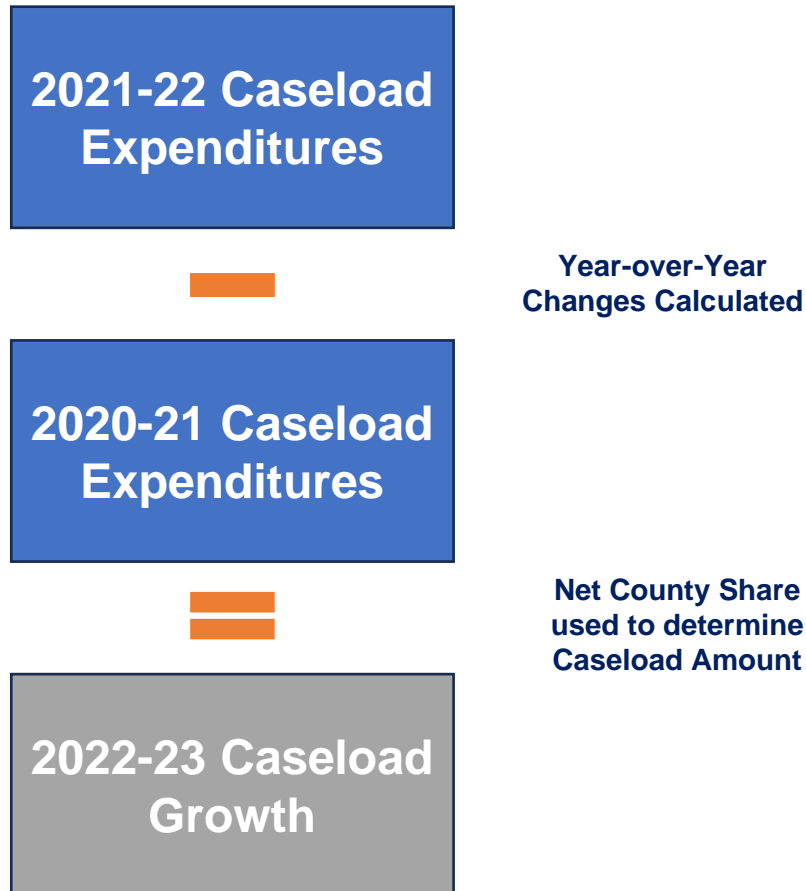 2021-22 Caseload
Expenditures
Year-over-Year
Changes Calculated
2020-21 Caseload
Expenditures
Net County Share
used to determine
Caseload Amount
2022-23 Caseload
Growth